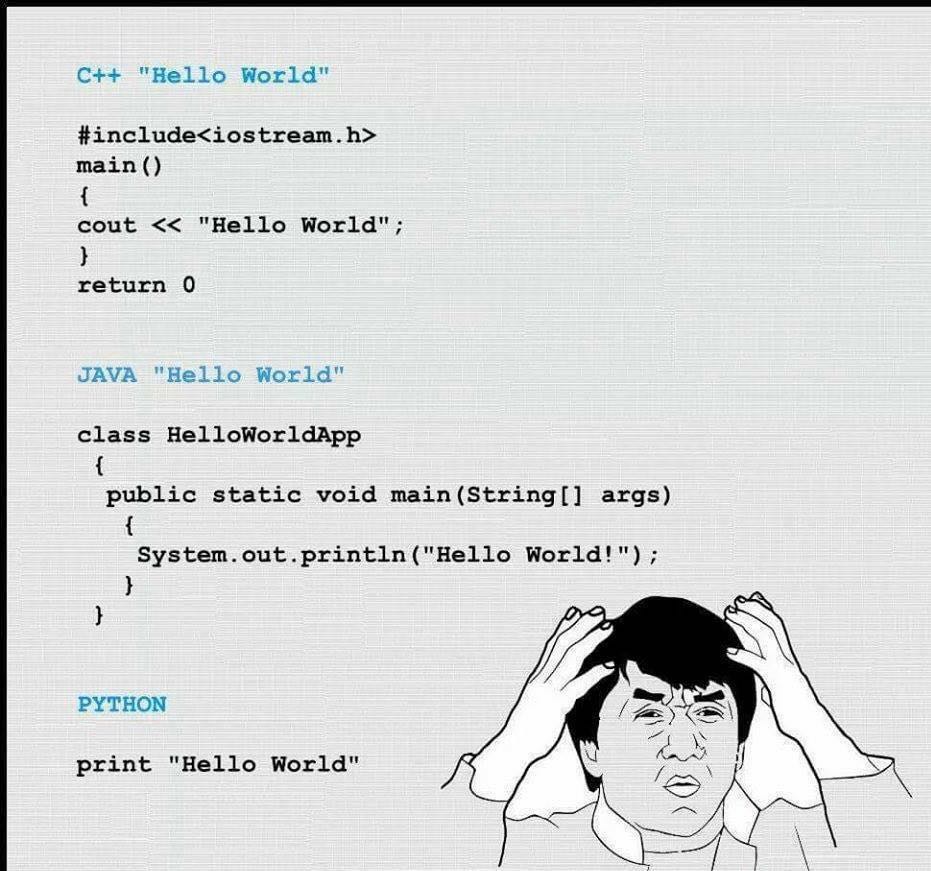 C++ "Hello World"
#include<iostream.h>
main()
{
cout << "Hello World";
}
return 0
JAVA "Hello World"
class HelloWorldApp
{
public static void main(String[] args)
{
System.out.println("Hello World!");
}
}
PYTHON
print "Hello World"